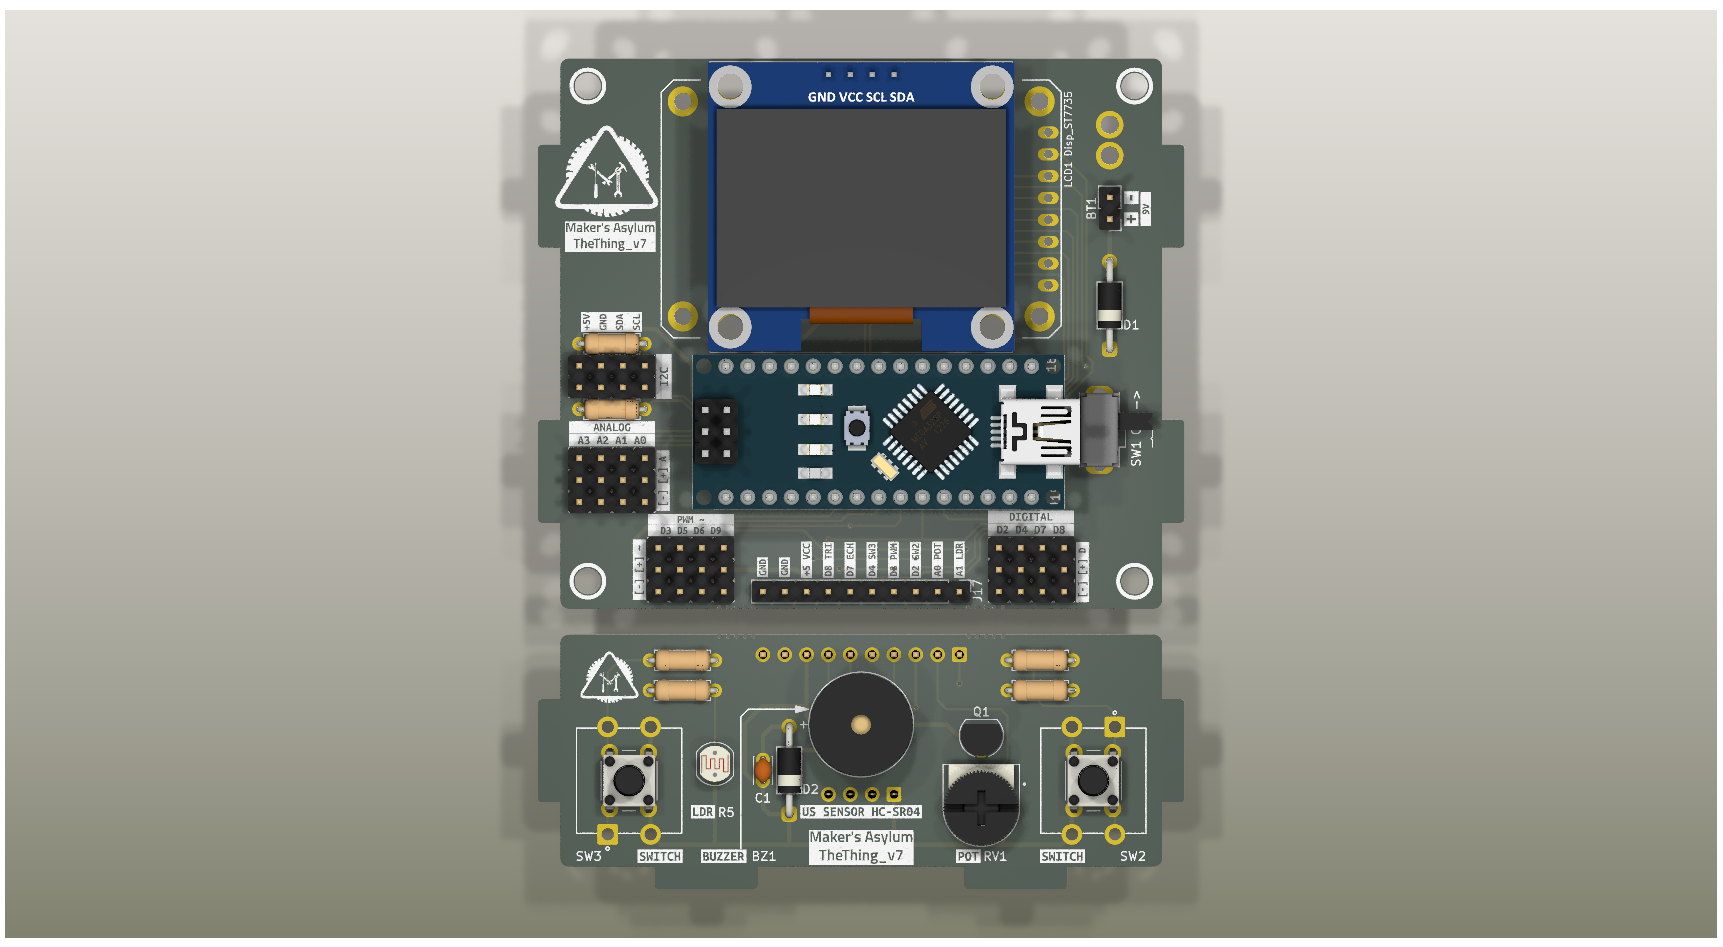 GND VCC SCL SDA
LCD1 Disp_ST7735
Maker's Asylum
TheThing_v7
BT1
- +
9V
D1
+5V GND SDA SCL
I2C
ANALOG
A3 A2 A1 A0
[-] [+] A
SW1
PWM ~
D3 D5 D6 D9
[-] [+] ~
DIGITAL
D2 D4 D7 D8
[-] [+] D
GND
GND
+5 VCC
D8 TRI
D7 ECH
D4 SW3
PWM
D2 SW2
A0 POT
A1 LDR
J17
Q1
+
C1
D2
LDR R5
US SENSOR HC-SR04
Maker's Asylum
TheThing_v7
SW3
SWITCH
BUZZER BZ1
POT RV1
SWITCH
SW2